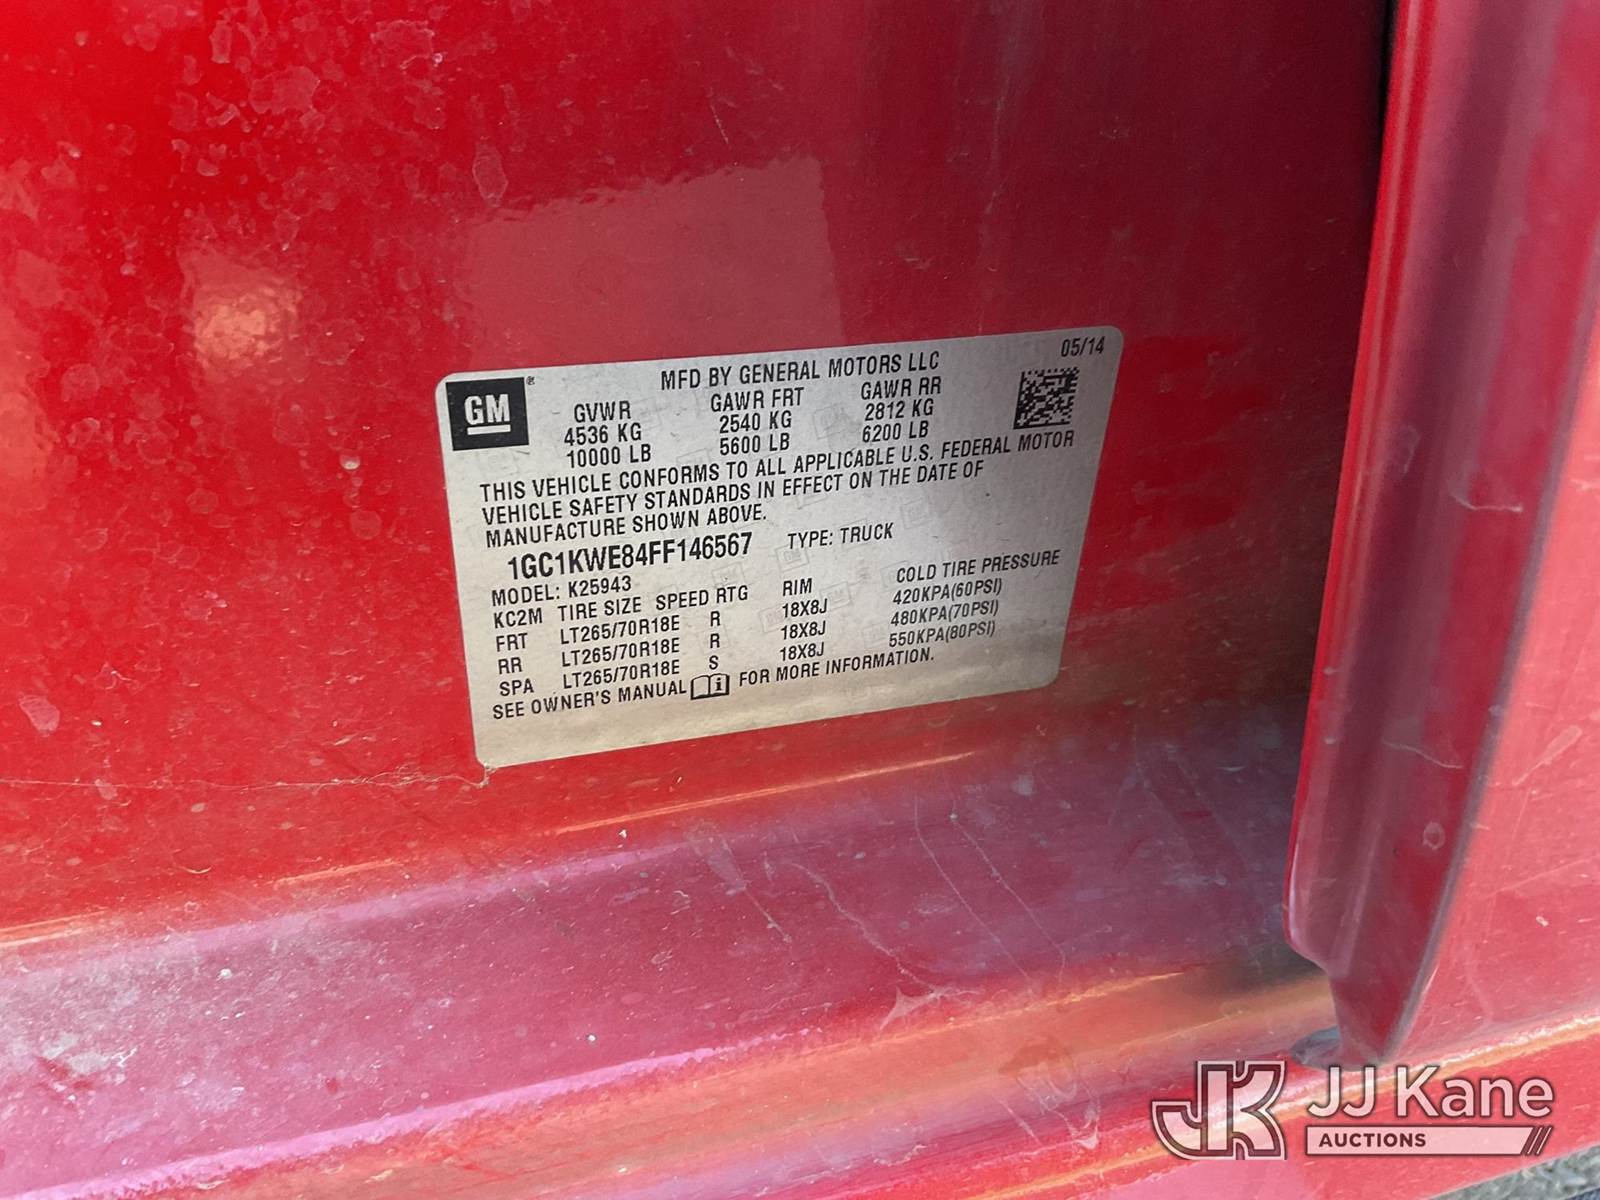 05/14
MFD BY GENERAL MOTORS LLC
GM ®
GVWR GAWR FRT GAWR RR
4536 KG 2540 KG 2812 KG
10000 LB 5600 LB 6200 LB
THIS VEHICLE CONFORMS TO ALL APPLICABLE U.S. FEDERAL MOTOR
VEHICLE SAFETY STANDARDS IN EFFECT ON THE DATE OF
MANUFACTURE SHOWN ABOVE.
1GC1KWE84FF146567 TYPE: TRUCK
MODEL: K25943
KC2M TIRE SIZE SPEED RTG RIM COLD TIRE PRESSURE
FRT LT265/70R18E R 18X8J 420KPA(60PSI)
RR LT265/70R18E R 18X8J 480KPA(70PSI)
SPA LT265/70R18E S 18X8J 550KPA(80PSI)
SEE OWNER'S MANUAL i FOR MORE INFORMATION.
JK JJ Kane
AUCTIONS